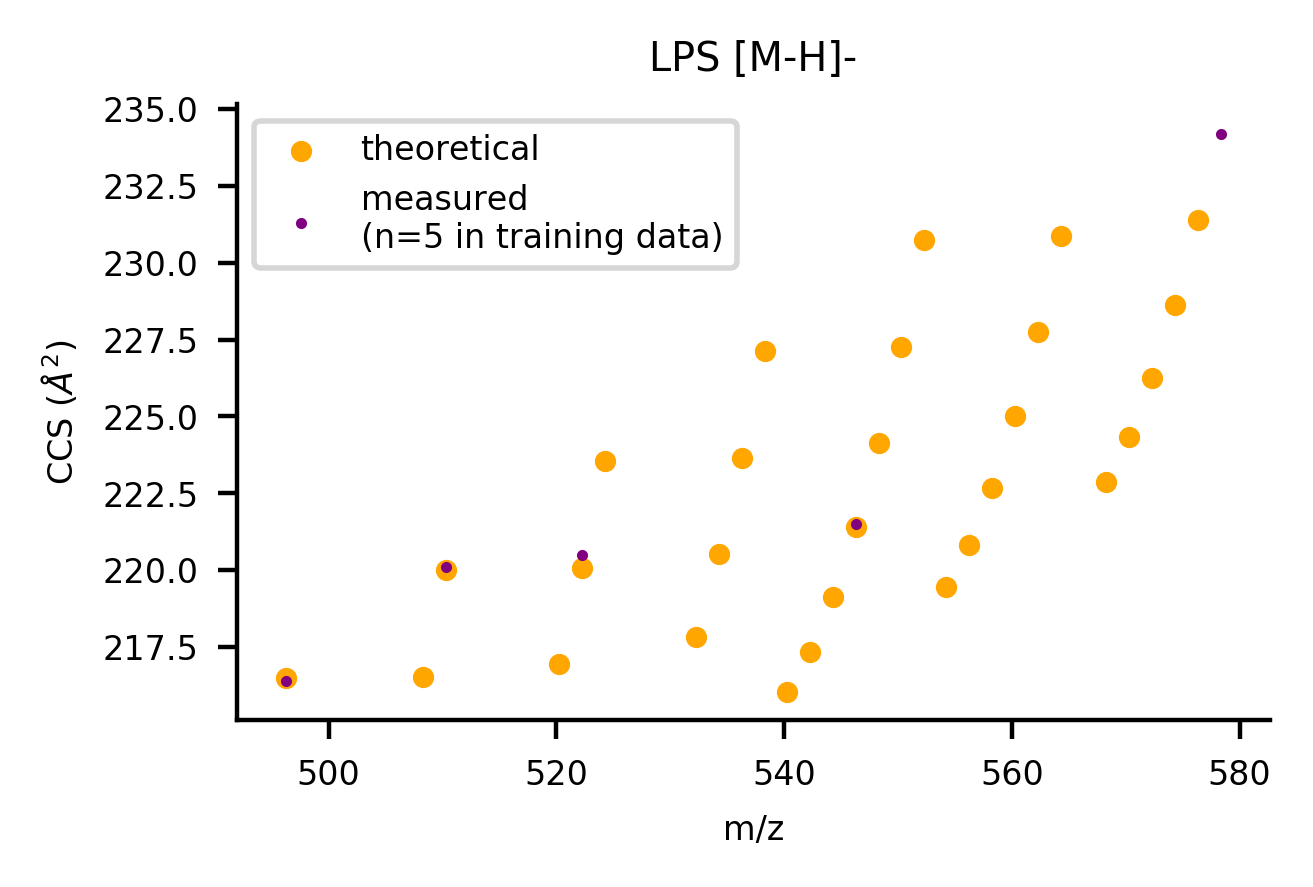 LPS [M-H]-
235.0
232.5
230.0
227.5
225.0
222.5
220.0
217.5
CCS (Å²)
theoretical
measured
(n=5 in training data)
500 520 540 560 580
m/z